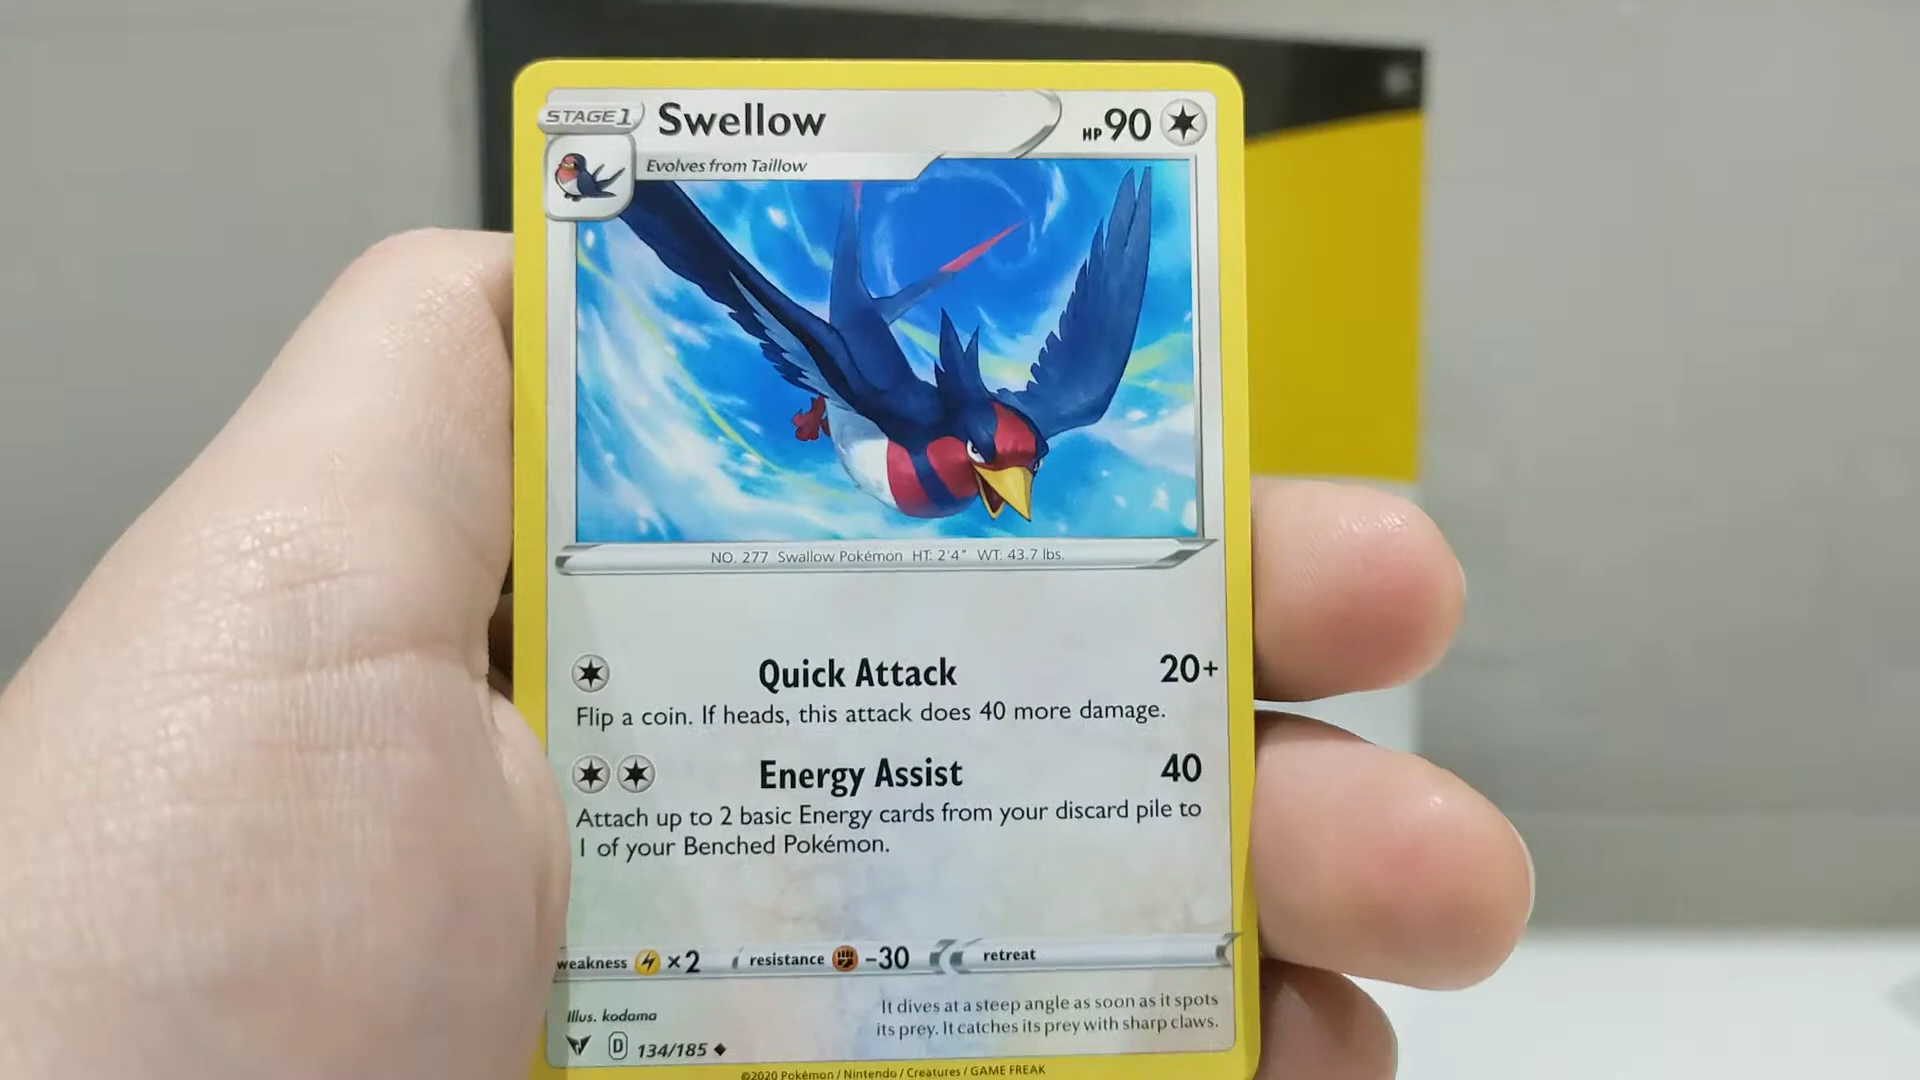 STAGE 1
Swellow
HP 90
Evolves from Taillow
NO. 277 Swallow Pokémon HT: 2'4" WT: 43.7 lbs.
Quick Attack 20+
Flip a coin. If heads, this attack does 40 more damage.
Energy Assist 40
Attach up to 2 basic Energy cards from your discard pile to
1 of your Benched Pokémon.
weakness ×2 resistance -30 retreat
Illus. kodama
It dives at a steep angle as soon as it spots
its prey. It catches its prey with sharp claws.
D 134/185
©2020 Pokémon / Nintendo / Creatures / GAME FREAK